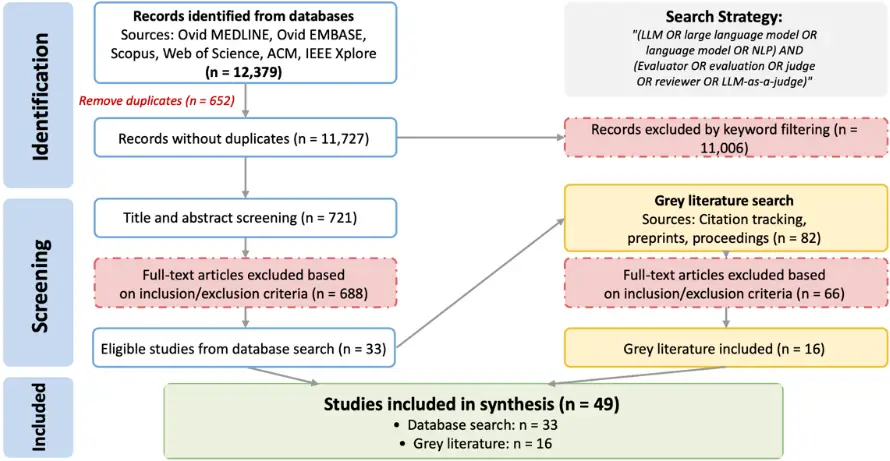 Identification
Records identified from databases
Sources: Ovid MEDLINE, Ovid EMBASE,
Scopus, Web of Science, ACM, IEEE Xplore
(n = 12,379)
Search Strategy:
"(LLM OR large language model OR
language model OR NLP) AND
(Evaluator OR evaluation OR judge
OR reviewer OR LLM-as-a-judge)"
Remove duplicates (n = 652)
Records without duplicates (n = 11,727)
Records excluded by keyword filtering (n =
11,006)
Screening
Title and abstract screening (n = 721)
Grey literature search
Sources: Citation tracking,
preprints, proceedings (n = 82)
Full-text articles excluded based
on inclusion/exclusion criteria (n = 688)
Full-text articles excluded based
on inclusion/exclusion criteria (n = 66)
Eligible studies from database search (n = 33)
Grey literature included (n = 16)
Included
Studies included in synthesis (n = 49)
• Database search: n = 33
• Grey literature: n = 16